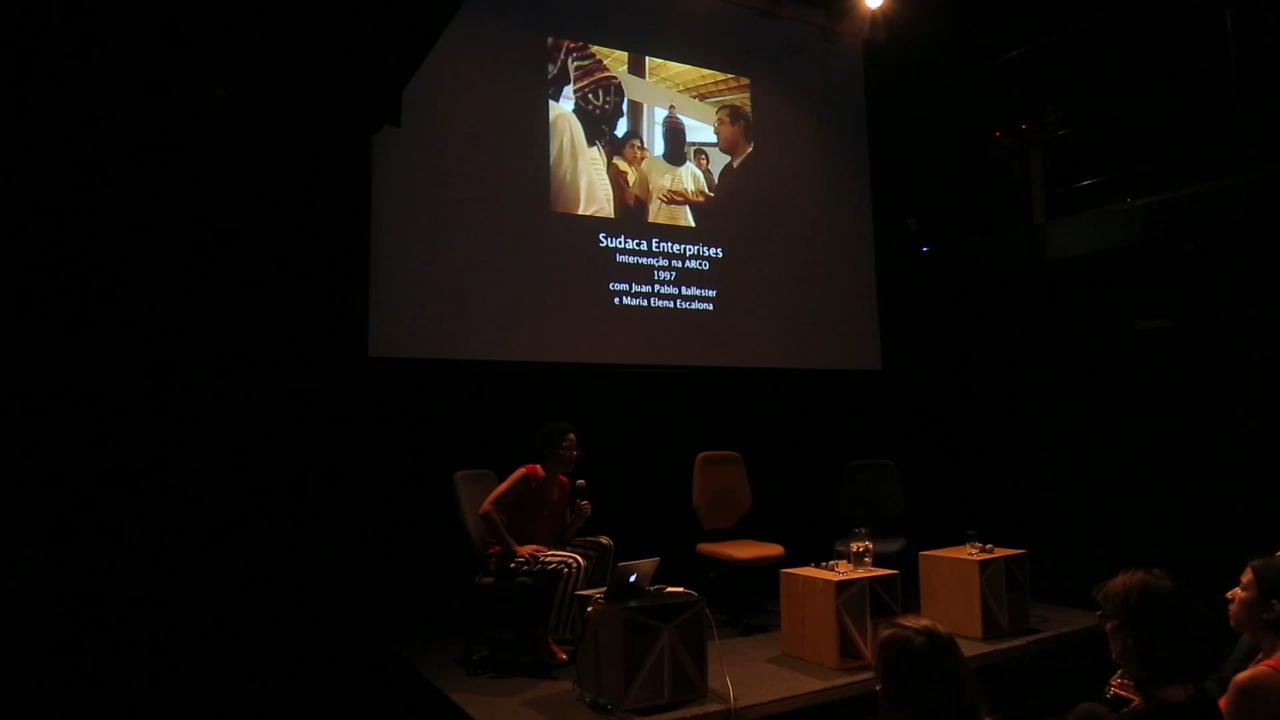 Sudaca Enterprises
Intervenção na ARCO
1997
com Juan Pablo Ballester
e Maria Elena Escalona